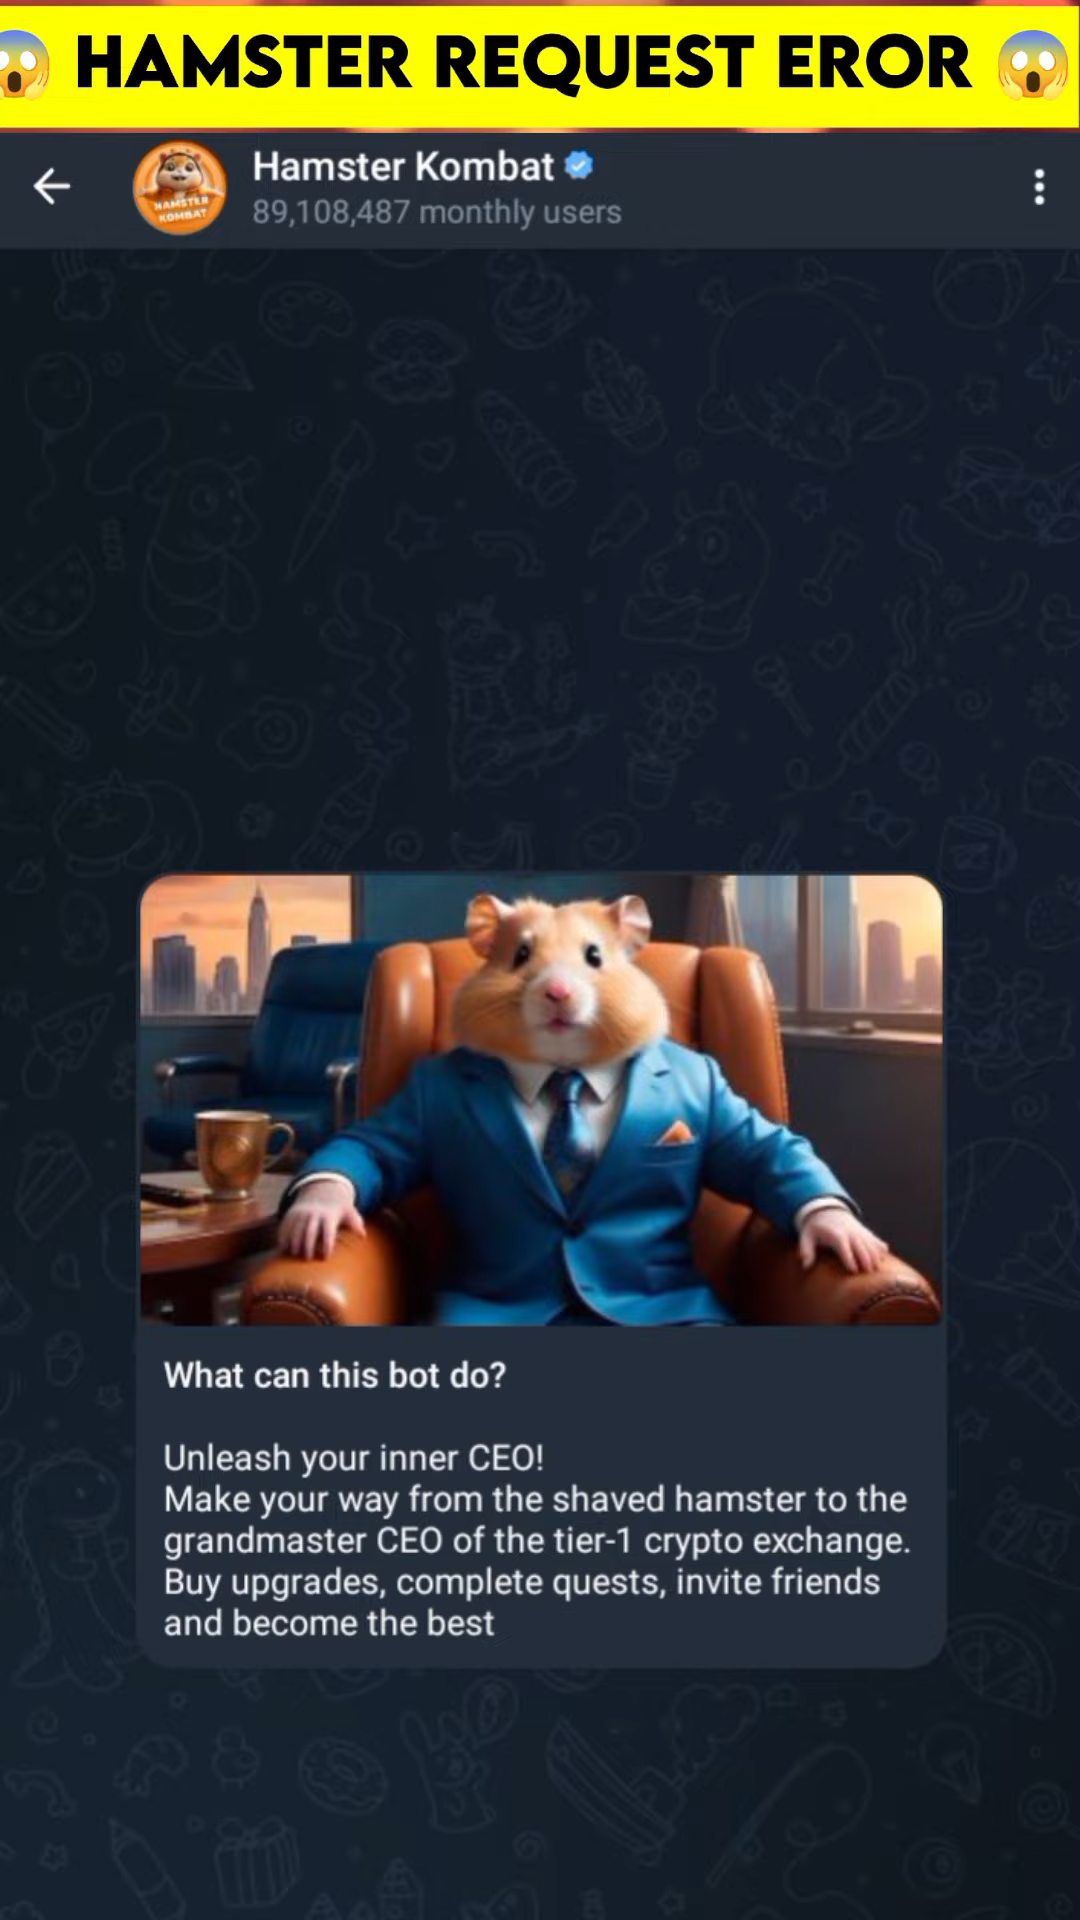 😱 HAMSTER REQUEST EROR 😱
Hamster Kombat
89,108,487 monthly users
HAMSTER
KOMBAT
What can this bot do?
Unleash your inner CEO!
Make your way from the shaved hamster to the
grandmaster CEO of the tier-1 crypto exchange.
Buy upgrades, complete quests, invite friends
and become the best